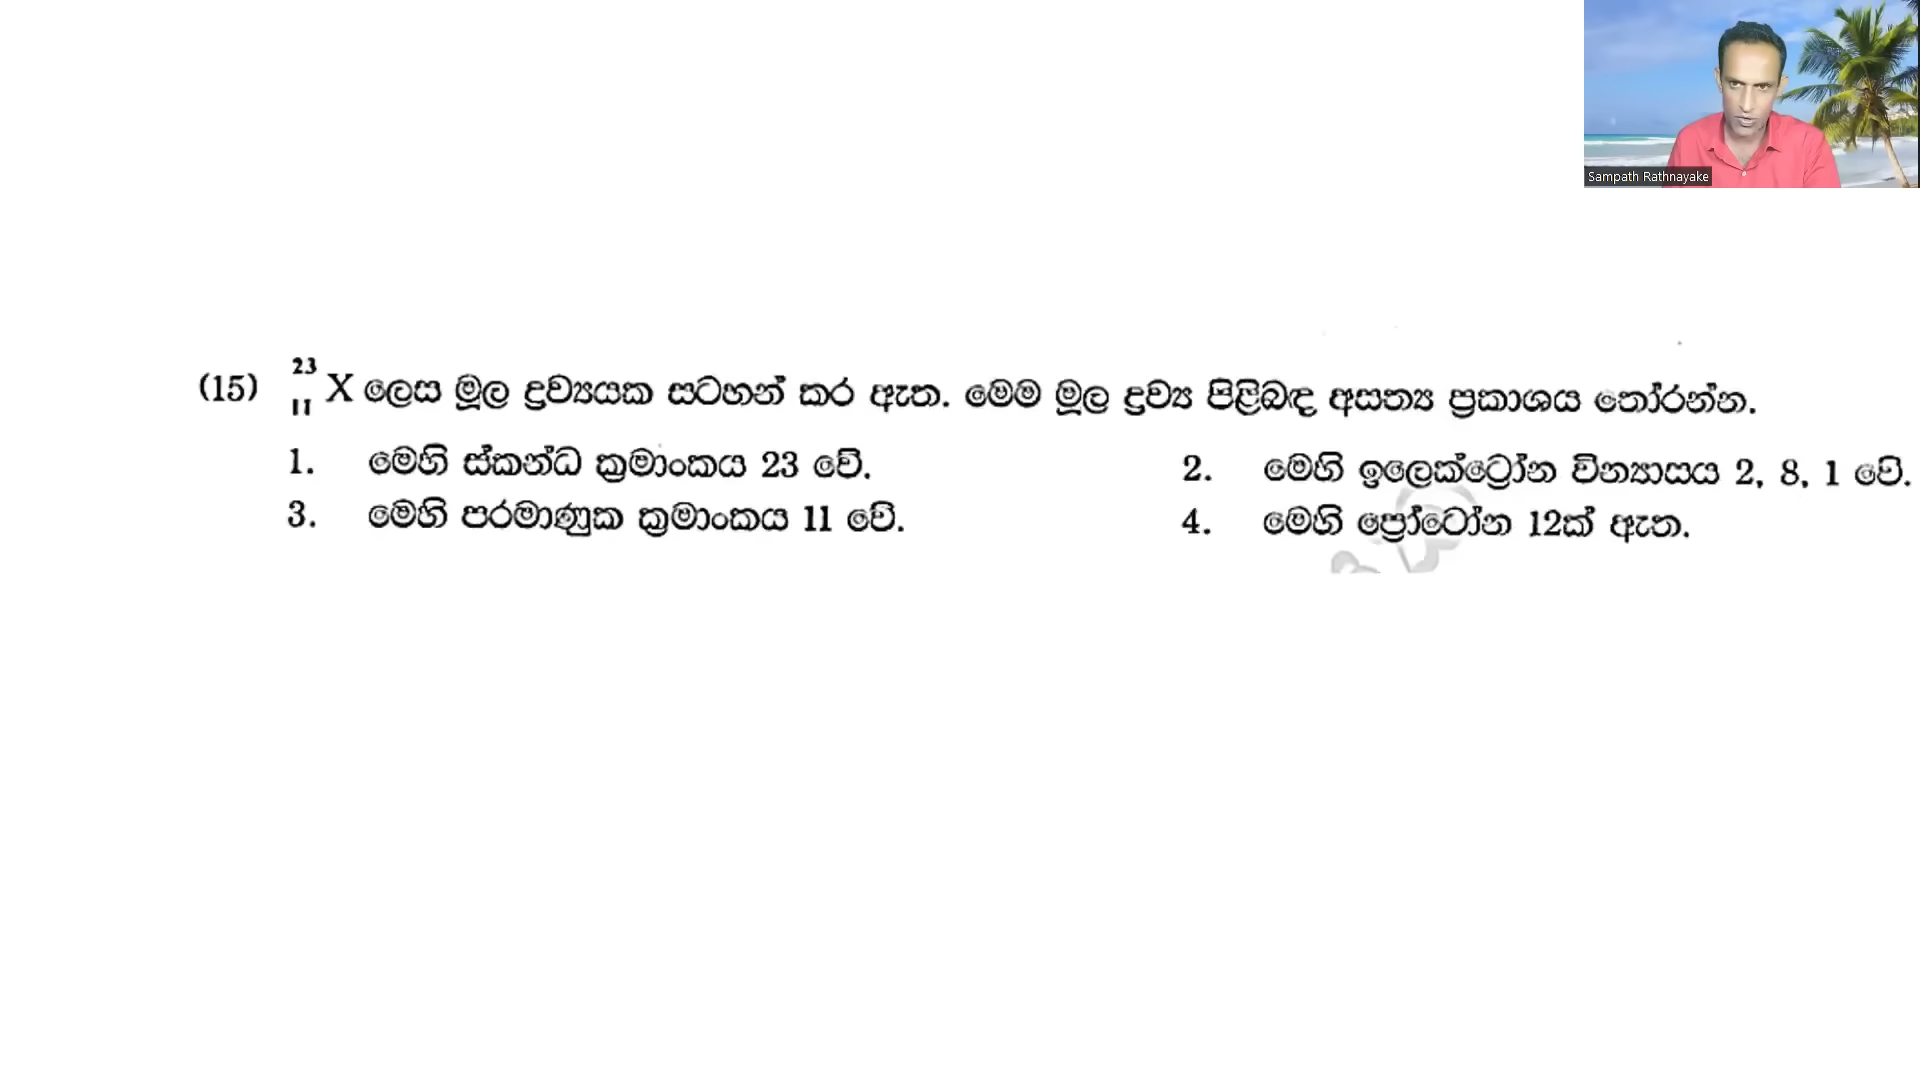 Sampath Rathnayake
(15) ²³₁₁X ලෙස මූල ද්‍රව්‍යයක සටහන් කර ඇත. මෙම මූල ද්‍රව්‍ය පිළිබඳ අසත්‍ය ප්‍රකාශය තෝරන්න.
1. මෙහි ස්කන්ධ ක්‍රමාංකය 23 වේ. 2. මෙහි ඉලෙක්ට්‍රෝන වින්‍යාසය 2, 8, 1 වේ.
3. මෙහි පරමාණුක ක්‍රමාංකය 11 වේ. 4. මෙහි ප්‍රෝටෝන 12ක් ඇත.